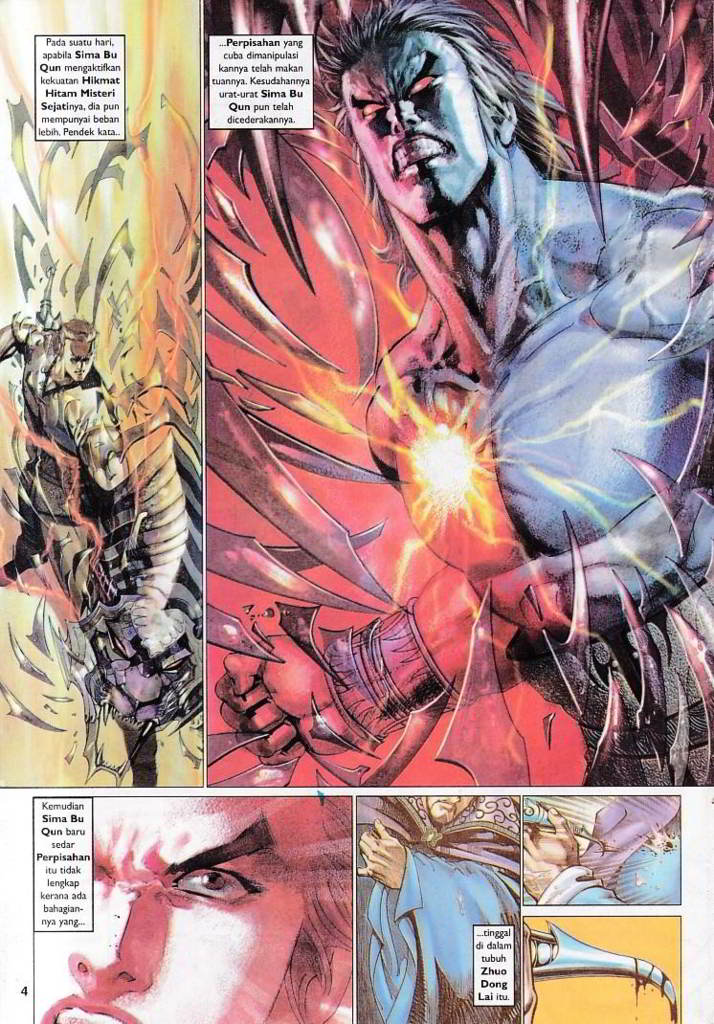 Pada suatu hari,
apabila Sima Bu
Qun mengaktifkan
kekuatan Hikmat
Hitam Misteri
Sejatinya, dia pun
mempunyai beban
lebih. Pendek kata..
...Perpisahan yang
cuba dimanipulasi
kannya telah makan
tuannya. Kesudahannya
urat-urat Sima Bu
Qun pun telah
dicederakannya.
Kemudian
Sima Bu
Qun baru
sedar
Perpisahan
itu tidak
lengkap
kerana ada
bahagian-
nya yang...
...tinggal
di dalam
tubuh
Zhuo
Dong
Lai itu.
4